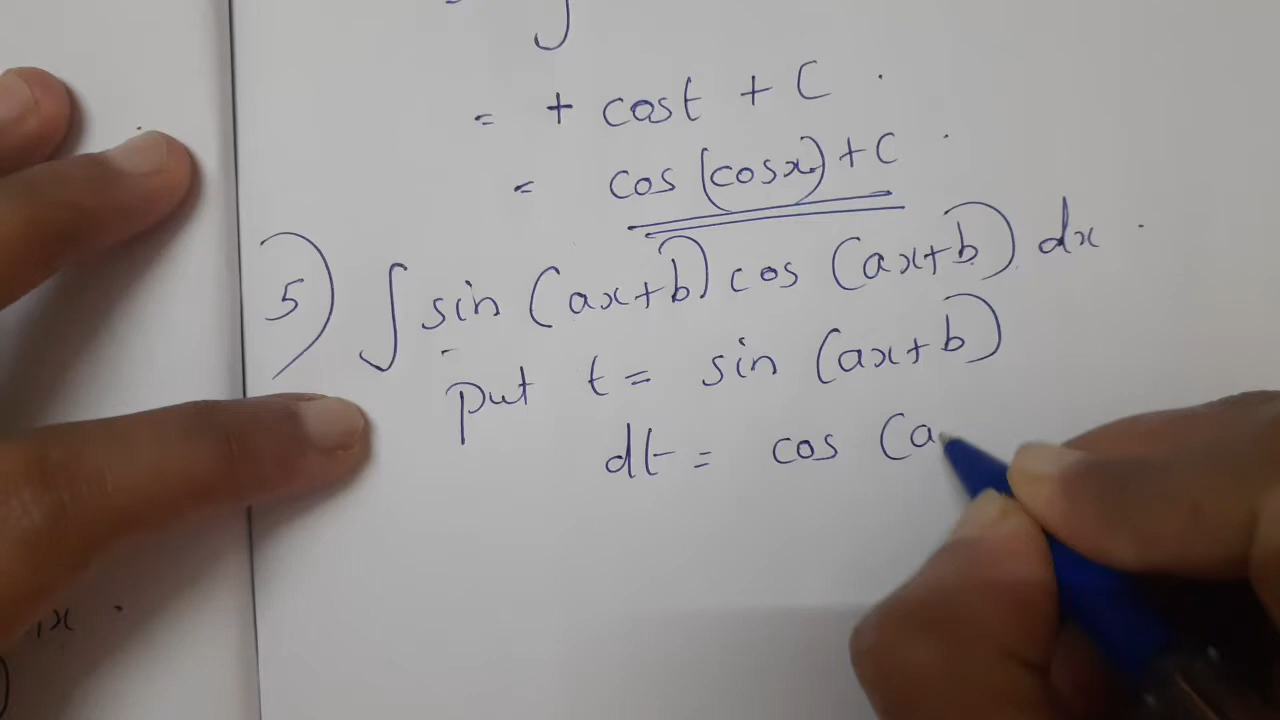 ∫
= + cost + C .
= cos (cosx) + C .
5) ∫ sin (ax+b) cos (ax+b) dx .
put t = sin (ax+b)
dt = cos (a